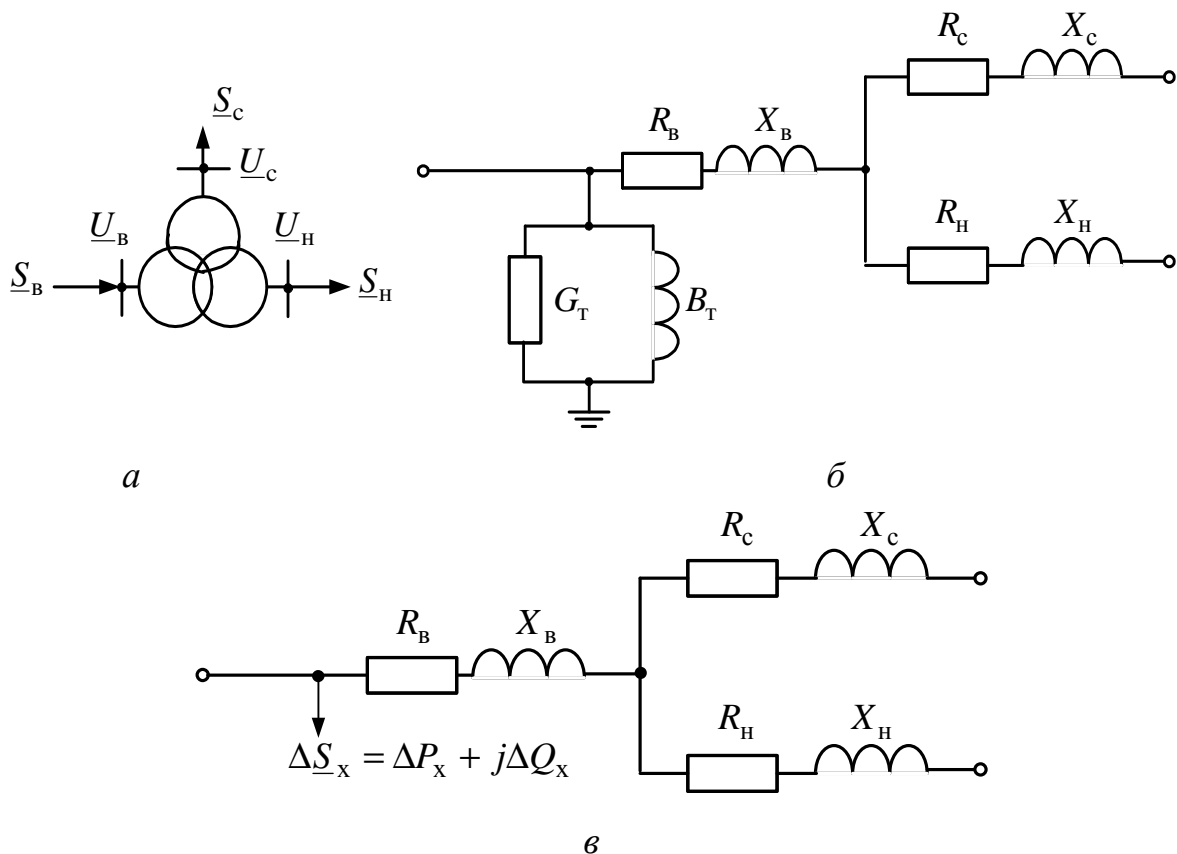 S_с
U_с
U_в
U_н
S_в
S_н
а
R_в
X_в
R_с
X_с
R_н
X_н
G_т
B_т
б
R_в
X_в
R_с
X_с
R_н
X_н
ΔS_х = ΔP_х + jΔQ_х
в